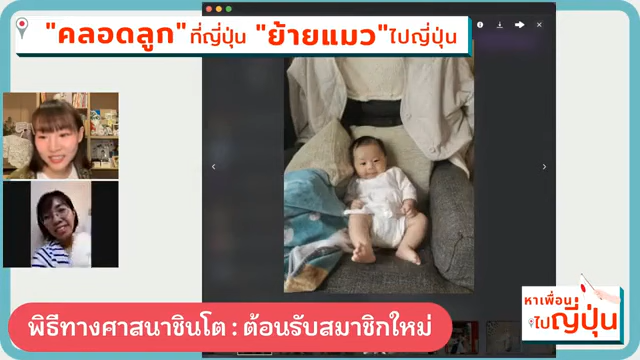 "คลอดลูก" ที่ญี่ปุ่น "ย้ายแมว" ไปญี่ปุ่น
หาเพื่อน
ไปญี่ปุ่น
พิธีทางศาสนาชินโต : ต้อนรับสมาชิกใหม่